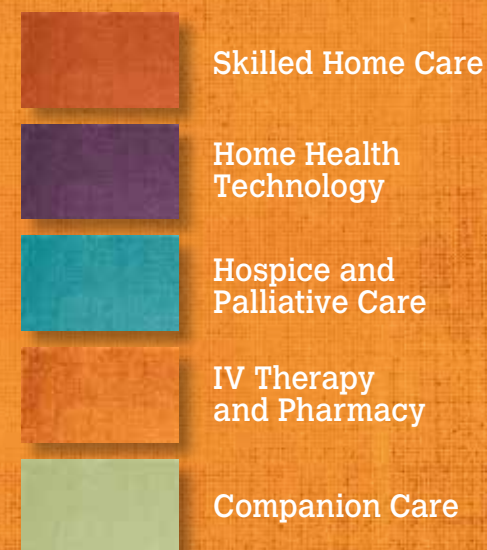 Skilled Home Care
Home Health
Technology
Hospice and
Palliative Care
IV Therapy
and Pharmacy
Companion Care